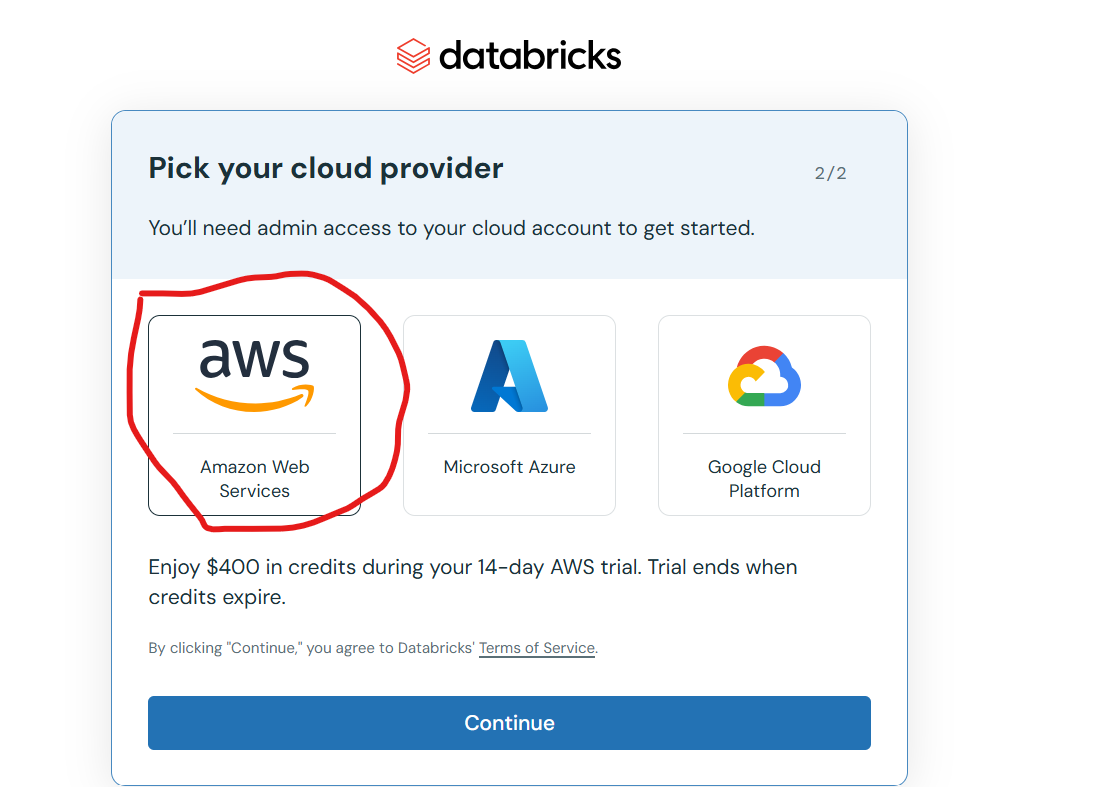 databricks
Pick your cloud provider
2/2
You’ll need admin access to your cloud account to get started.
aws
Amazon Web
Services
Microsoft Azure
Google Cloud
Platform
Enjoy $400 in credits during your 14-day AWS trial. Trial ends when
credits expire.
By clicking "Continue," you agree to Databricks' Terms of Service.
Continue